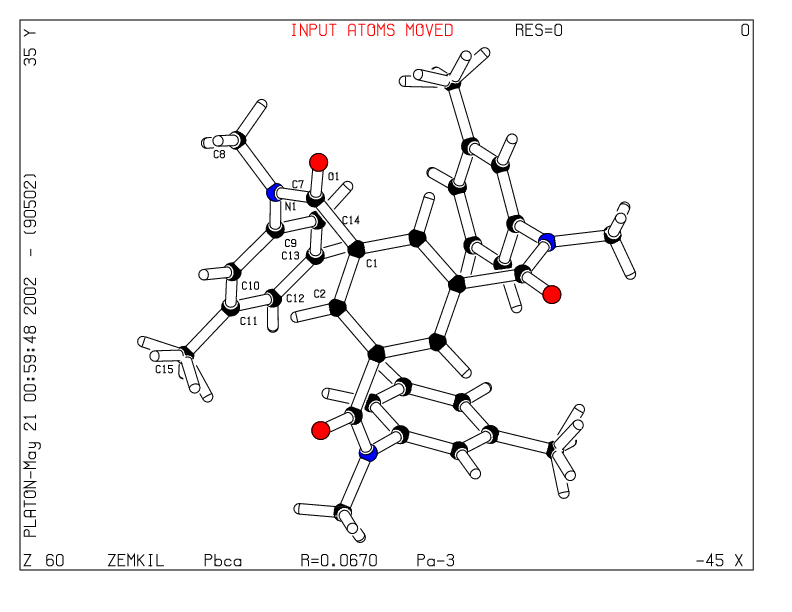 INPUT ATOMS MOVED RES=0 0
35 Y
PLATON-May 21 00:59:48 2002 - (90502)
C8
C7
O1
N1
C14
C9
C13
C1
C10
C2
C12
C11
C15
Z 60 ZEMKIL Pbca R=0.0670 Pa-3 -45 X